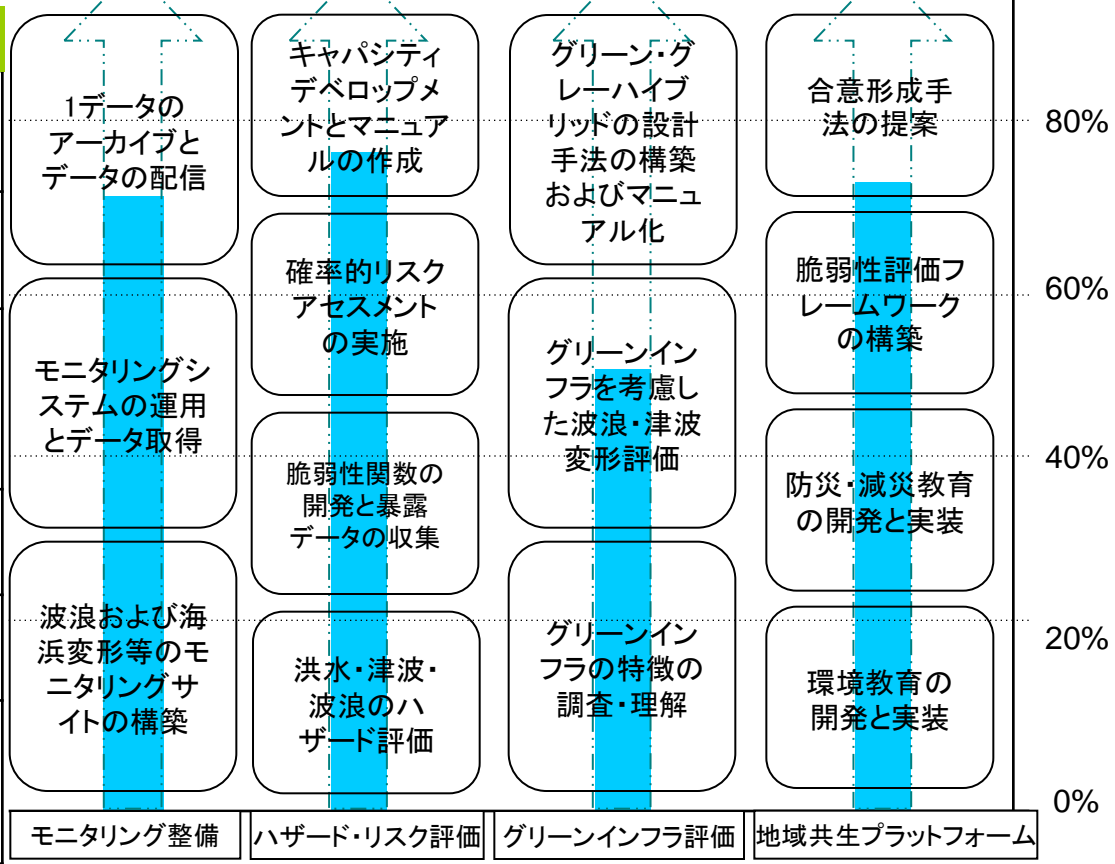 1データの
アーカイブと
データの配信
モニタリングシ
ステムの運用
とデータ取得
波浪および海
浜変形等のモ
ニタリングサ
イトの構築
モニタリング整備
キャパシティ
デベロップメ
ントとマニュア
ルの作成
確率的リスク
アセスメント
の実施
脆弱性関数の
開発と暴露
データの収集
洪水・津波・
波浪のハ
ザード評価
ハザード・リスク評価
グリーン・グ
レーハイブ
リッドの設計
手法の構築
およびマニュ
アル化
グリーンイン
フラを考慮し
た波浪・津波
変形評価
グリーンイン
フラの特徴の
調査・理解
グリーンインフラ評価
合意形成手
法の提案
脆弱性評価フ
レームワーク
の構築
防災・減災教育
の開発と実装
環境教育の
開発と実装
地域共生プラットフォーム
80%
60%
40%
20%
0%